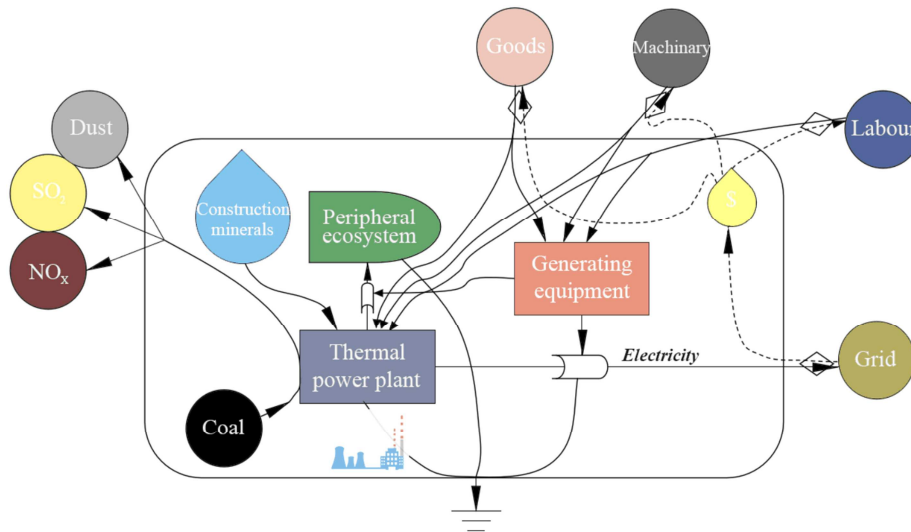 Goods
Machinary
Labour
Dust
SO₂
NOₓ
Construction
minerals
Peripheral
ecosystem
S
Generating
equipment
Thermal
power plant
Electricity
Grid
Coal